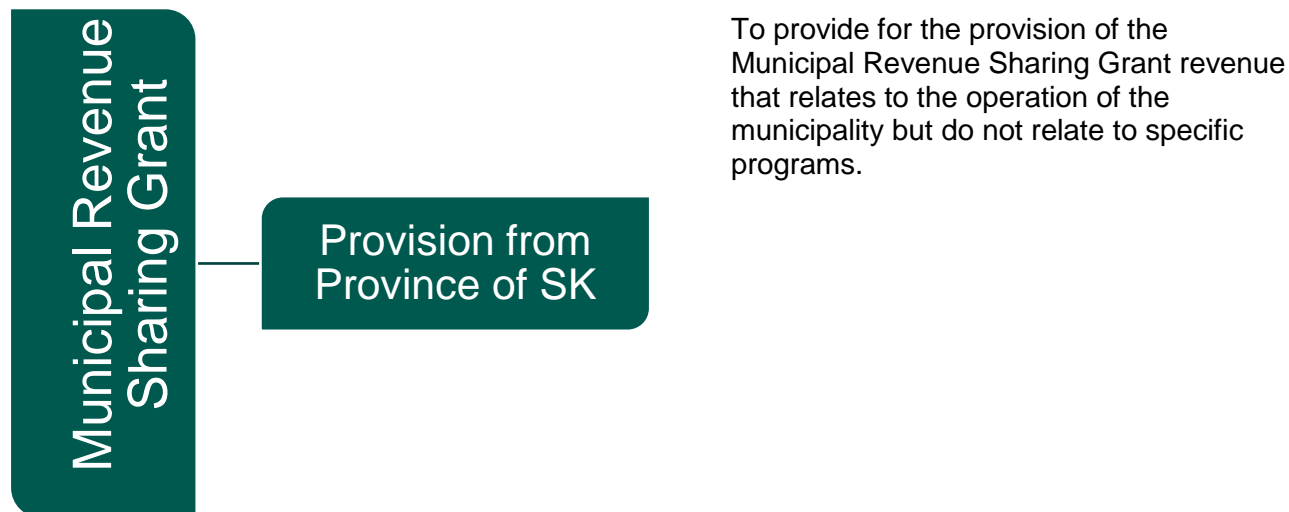 Municipal Revenue
Sharing Grant
Provision from
Province of SK
To provide for the provision of the
Municipal Revenue Sharing Grant revenue
that relates to the operation of the
municipality but do not relate to specific
programs.